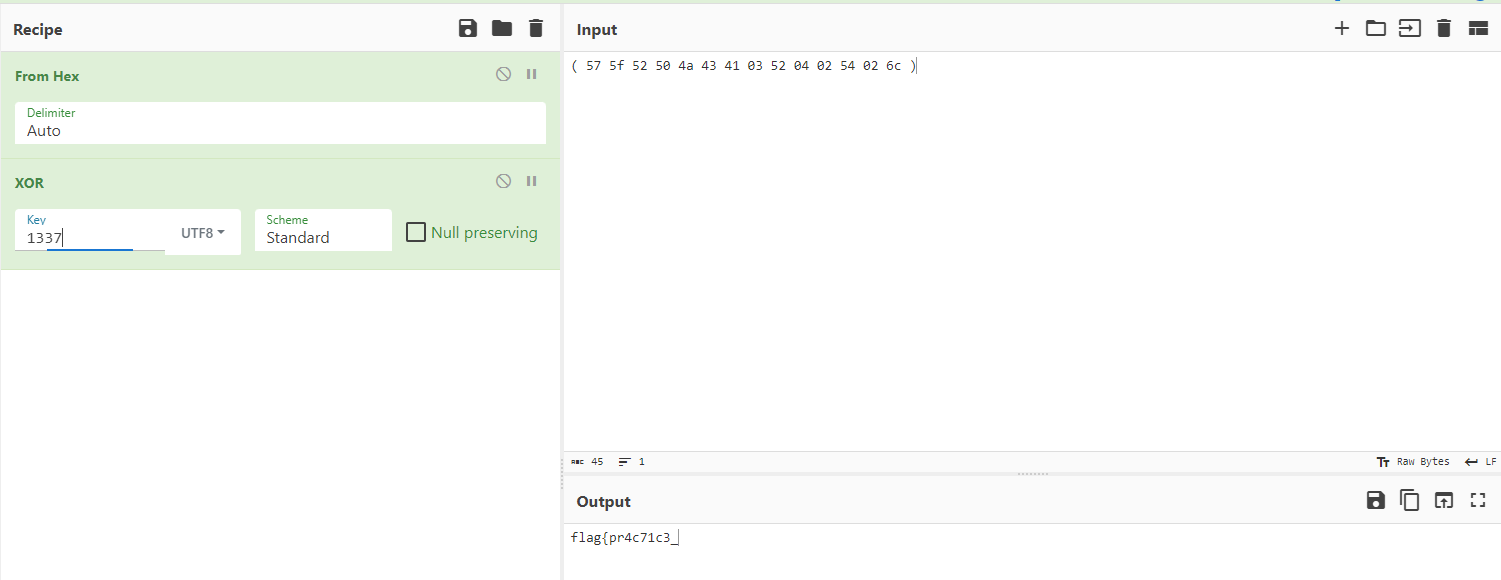 Recipe
Input
From Hex
Delimiter
Auto
XOR
Key
1337
UTF8
Scheme
Standard
Null preserving
( 57 5f 52 50 4a 43 41 03 52 04 02 54 02 6c )
ABC 45 1
Raw Bytes LF
Output
flag{pr4c71c3_